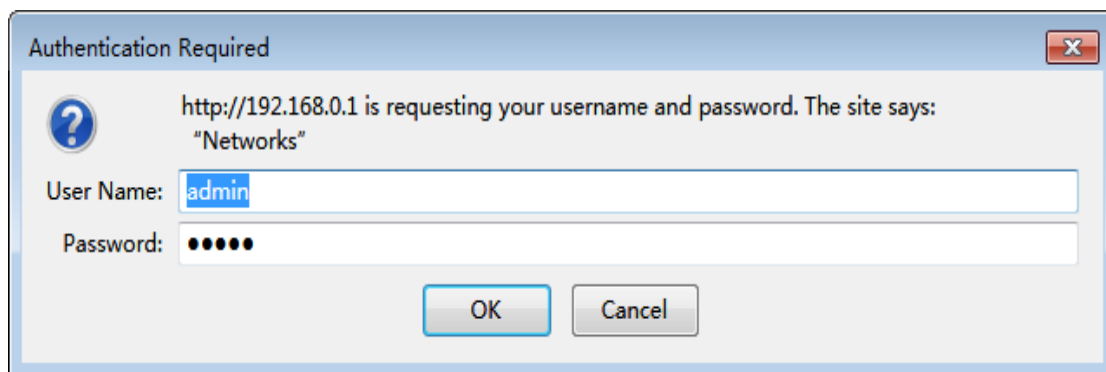 Authentication Required
http://192.168.0.1 is requesting your username and password. The site says:
“Networks”
User Name: admin
Password: ●●●●●
OK Cancel